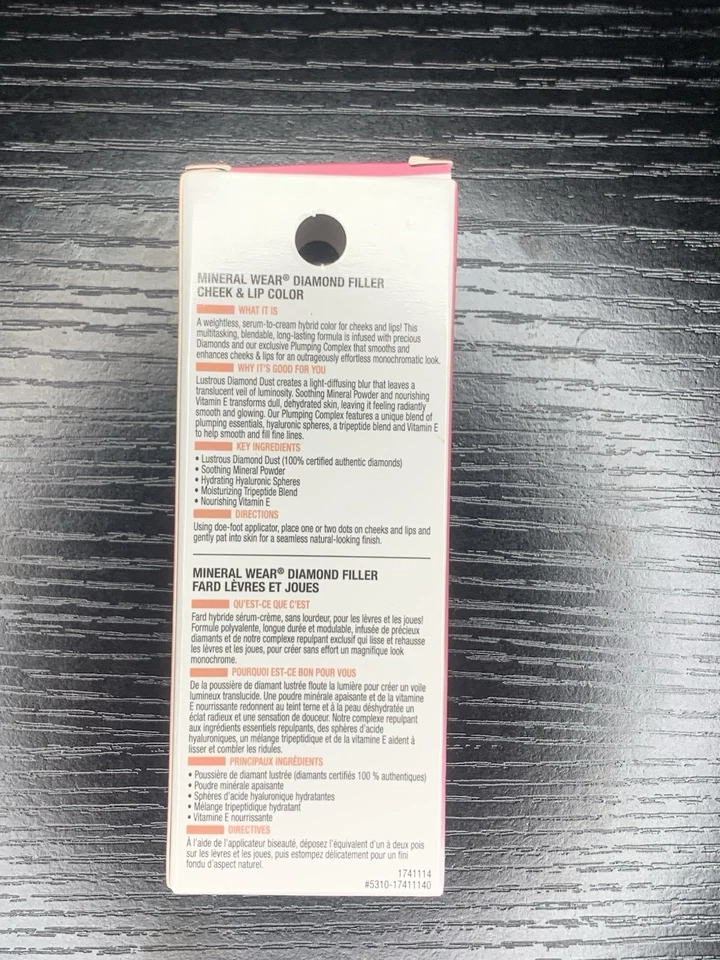 MINERAL WEAR® DIAMOND FILLER
CHEEK & LIP COLOR
WHAT IT IS
A weightless, serum-to-cream hybrid color for cheeks and lips! This
multitasking, blendable, long-lasting formula is infused with precious
Diamonds and our exclusive Plumping Complex that smooths and
enhances cheeks & lips for an outrageously effortless monochromatic look.
WHY IT'S GOOD FOR YOU
Lustrous Diamond Dust creates a light-diffusing blur that leaves a
translucent veil of luminosity. Soothing Mineral Powder and nourishing
Vitamin E transforms dull, dehydrated skin, leaving it feeling radiantly
smooth and glowing. Our Plumping Complex features a unique blend of
plumping essentials, hyaluronic spheres, a tripeptide blend and Vitamin E
to help smooth and fill fine lines.
KEY INGREDIENTS
• Lustrous Diamond Dust (100% certified authentic diamonds)
• Soothing Mineral Powder
• Hydrating Hyaluronic Spheres
• Moisturizing Tripeptide Blend
• Nourishing Vitamin E
DIRECTIONS
Using doe-foot applicator, place one or two dots on cheeks and lips and
gently pat into skin for a seamless natural-looking finish.
MINERAL WEAR® DIAMOND FILLER
FARD LÈVRES ET JOUES
QU'EST-CE QUE C'EST
Fard hybride sérum-crème, sans lourdeur, pour les lèvres et les joues!
Formule polyvalente, longue durée et modulable, infusée de précieux
diamants et de notre complexe repulpant exclusif qui lisse et rehausse
les lèvres et les joues, pour créer sans effort un magnifique look
monochrome.
POURQUOI EST-CE BON POUR VOUS
De la poussière de diamant lustrée floute la lumière pour créer un voile
lumineux translucide. Une poudre minérale apaisante et de la vitamine
E nourrissante redonnent au teint terne et à la peau déshydratée un
éclat radieux et une sensation de douceur. Notre complexe repulpant
aux ingrédients essentiels repulpants, des sphères d'acide
hyaluroniques, un mélange tripeptidique et de la vitamine E aident à
lisser et combler les ridules.
PRINCIPAUX INGRÉDIENTS
• Poussière de diamant lustrée (diamants certifiés 100 % authentiques)
• Poudre minérale apaisante
• Sphères d'acide hyaluronique hydratantes
• Mélange tripeptidique hydratant
• Vitamine E nourrissante
DIRECTIVES
À l'aide de l'applicateur biseauté, déposez l'équivalent d'un à deux pois
sur les lèvres et les joues, puis estompez délicatement pour un fini
fondu d'aspect naturel.
1741114
#5310-17411140